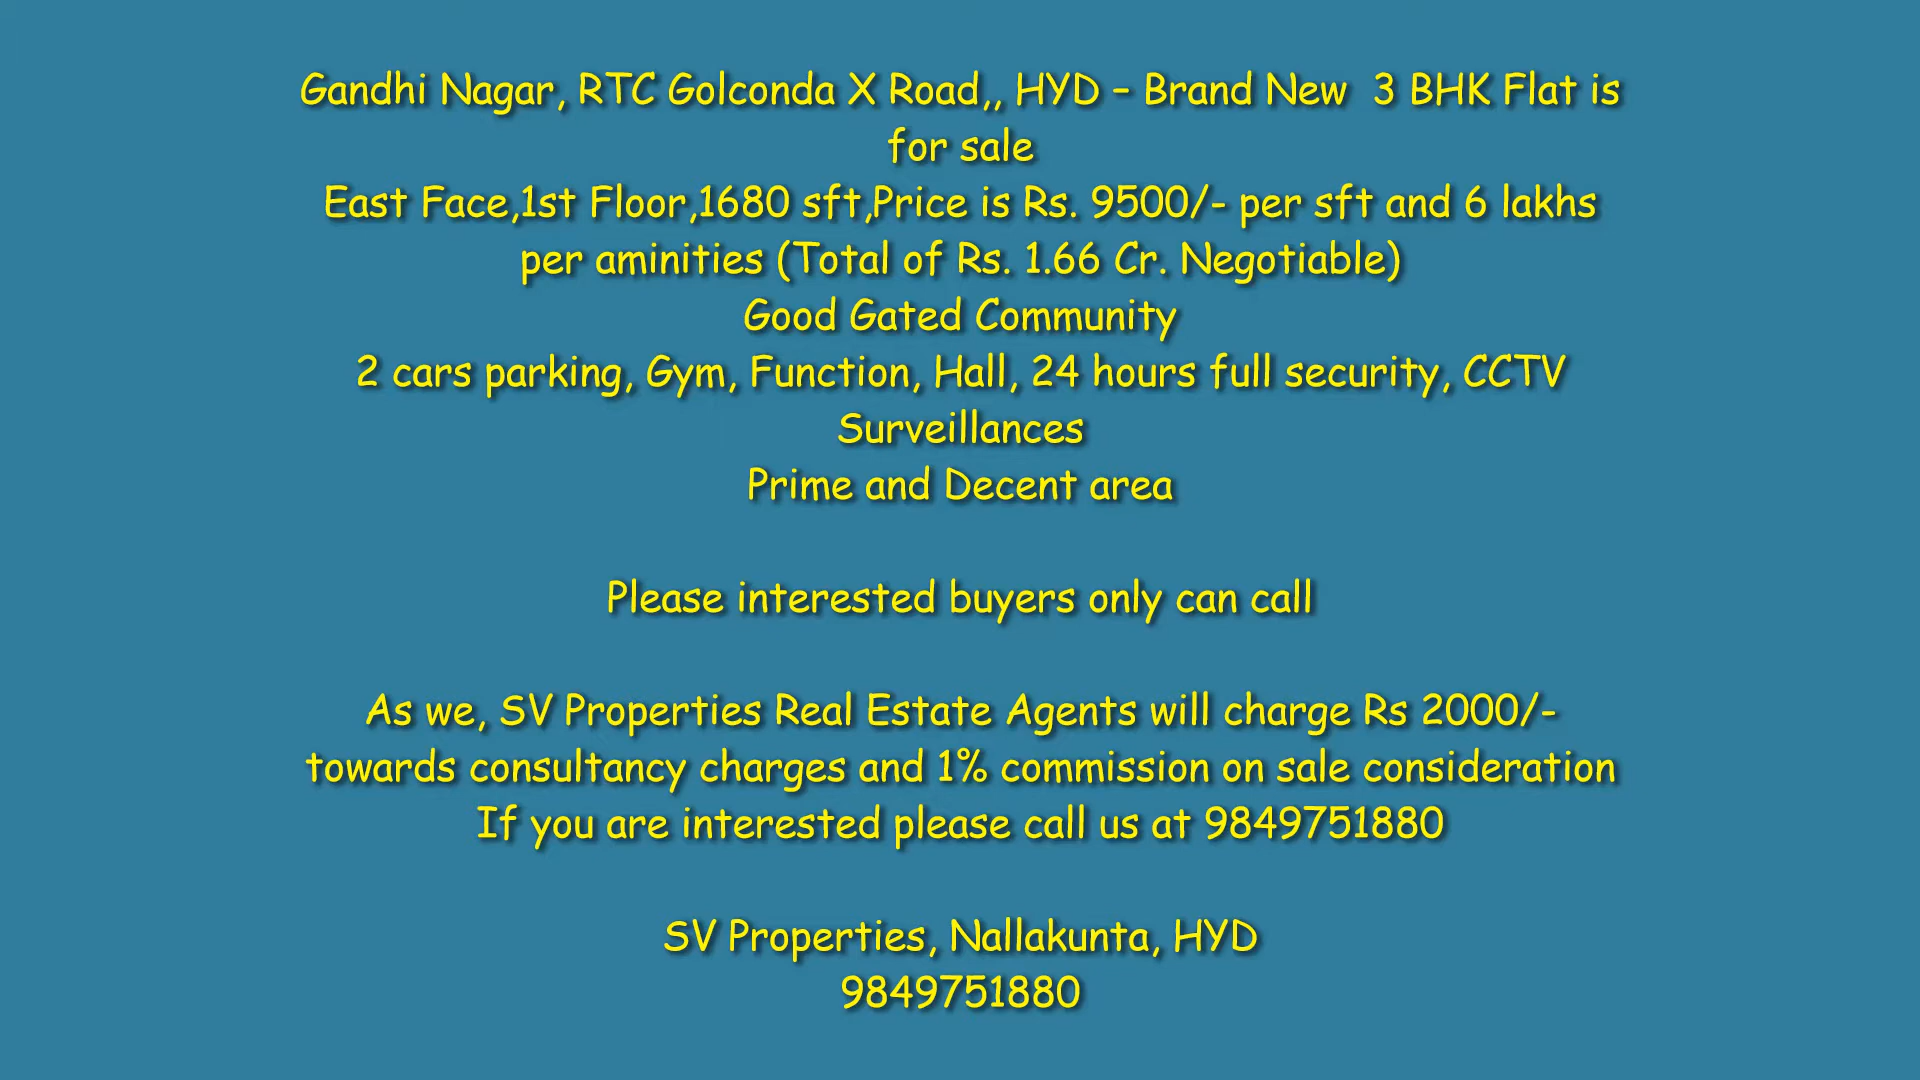 Gandhi Nagar, RTC Golconda X Road,, HYD – Brand New  3 BHK Flat is
for sale
East Face,1st Floor,1680 sft,Price is Rs. 9500/- per sft and 6 lakhs
per aminities (Total of Rs. 1.66 Cr. Negotiable)
Good Gated Community
2 cars parking, Gym, Function, Hall, 24 hours full security, CCTV
Surveillances
Prime and Decent area
Please interested buyers only can call
As we, SV Properties Real Estate Agents will charge Rs 2000/-
towards consultancy charges and 1% commission on sale consideration
If you are interested please call us at 9849751880
SV Properties, Nallakunta, HYD
9849751880